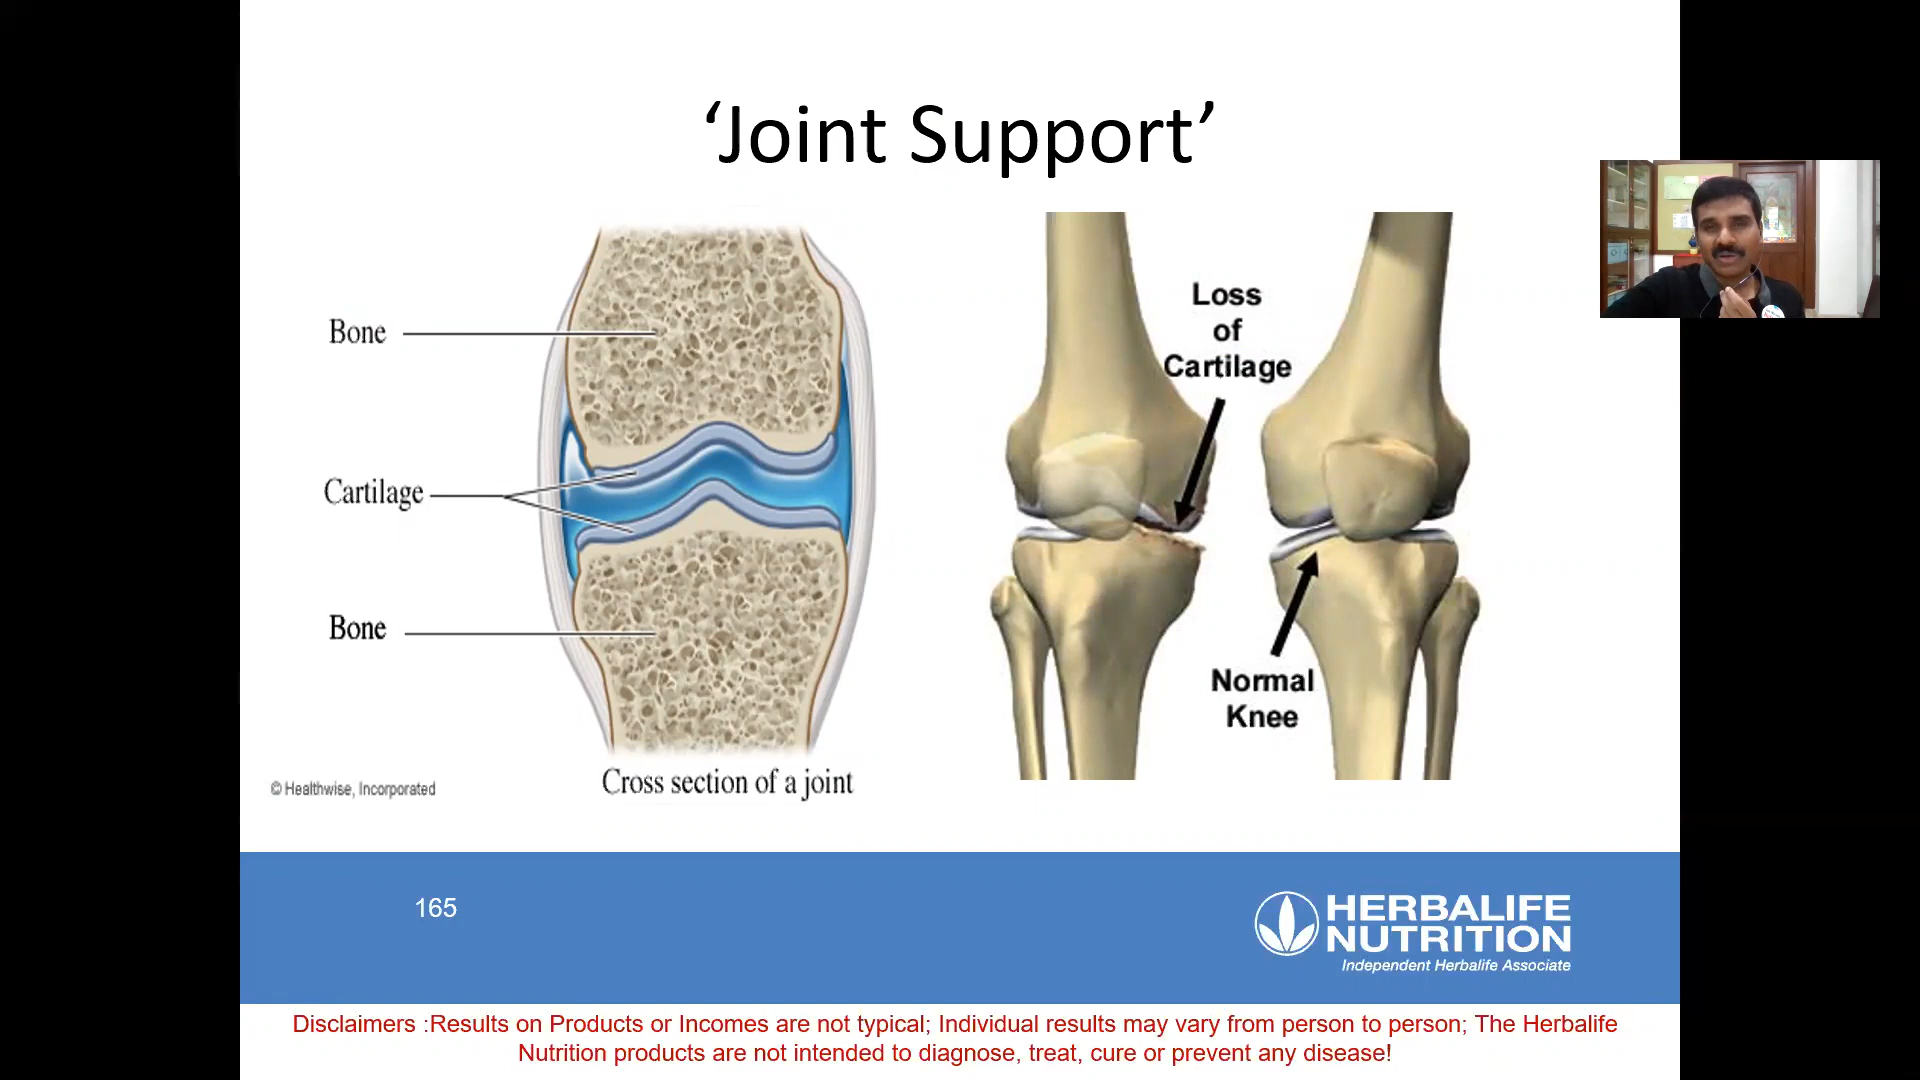 ‘Joint Support’
Bone
Cartilage
Bone
© Healthwise, Incorporated
Cross section of a joint
Loss
of
Cartilage
Normal
Knee
165
HERBALIFE
NUTRITION
Independent Herbalife Associate
Disclaimers :Results on Products or Incomes are not typical; Individual results may vary from person to person; The Herbalife
Nutrition products are not intended to diagnose, treat, cure or prevent any disease!